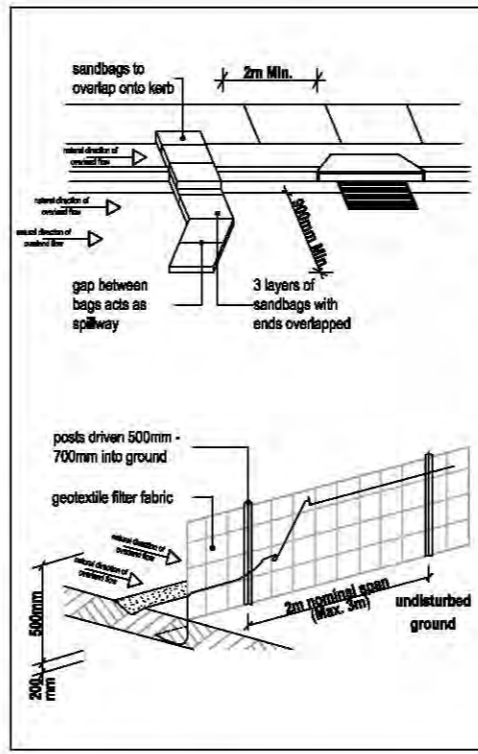 sandbags to
overlap onto kerb
2m Min.
natural direction of
overland flow
natural direction of
overland flow
natural direction of
overland flow
900mm Min.
gap between
bags acts as
spillway
3 layers of
sandbags with
ends overlapped
posts driven 500mm -
700mm into ground
geotextile filter fabric
natural direction of
overland flow
natural direction of
overland flow
500mm
200
mm
2m nominal span
(Max. 3m)
undisturbed
ground